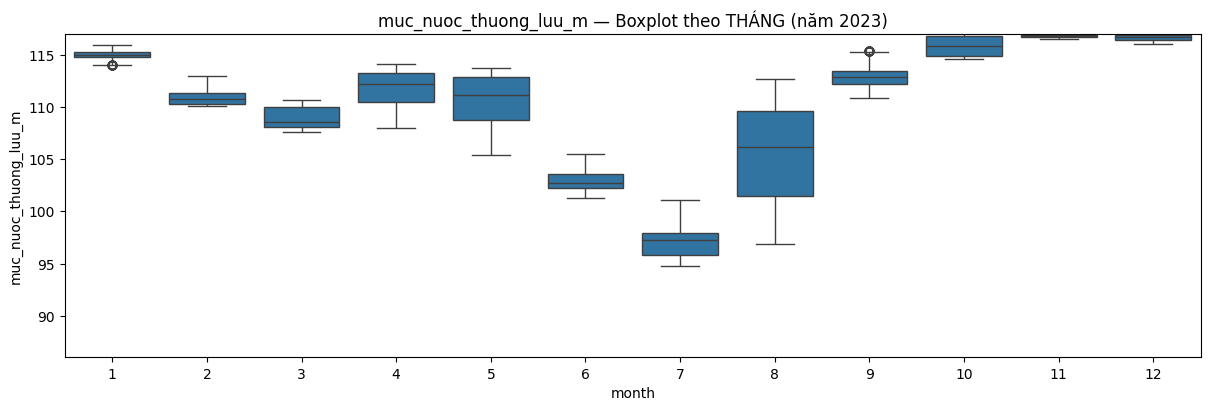 muc_nuoc_thuong_luu_m — Boxplot theo THÁNG (năm 2023)
muc_nuoc_thuong_luu_m
115
110
105
100
95
90
1 2 3 4 5 6 7 8 9 10 11 12
month